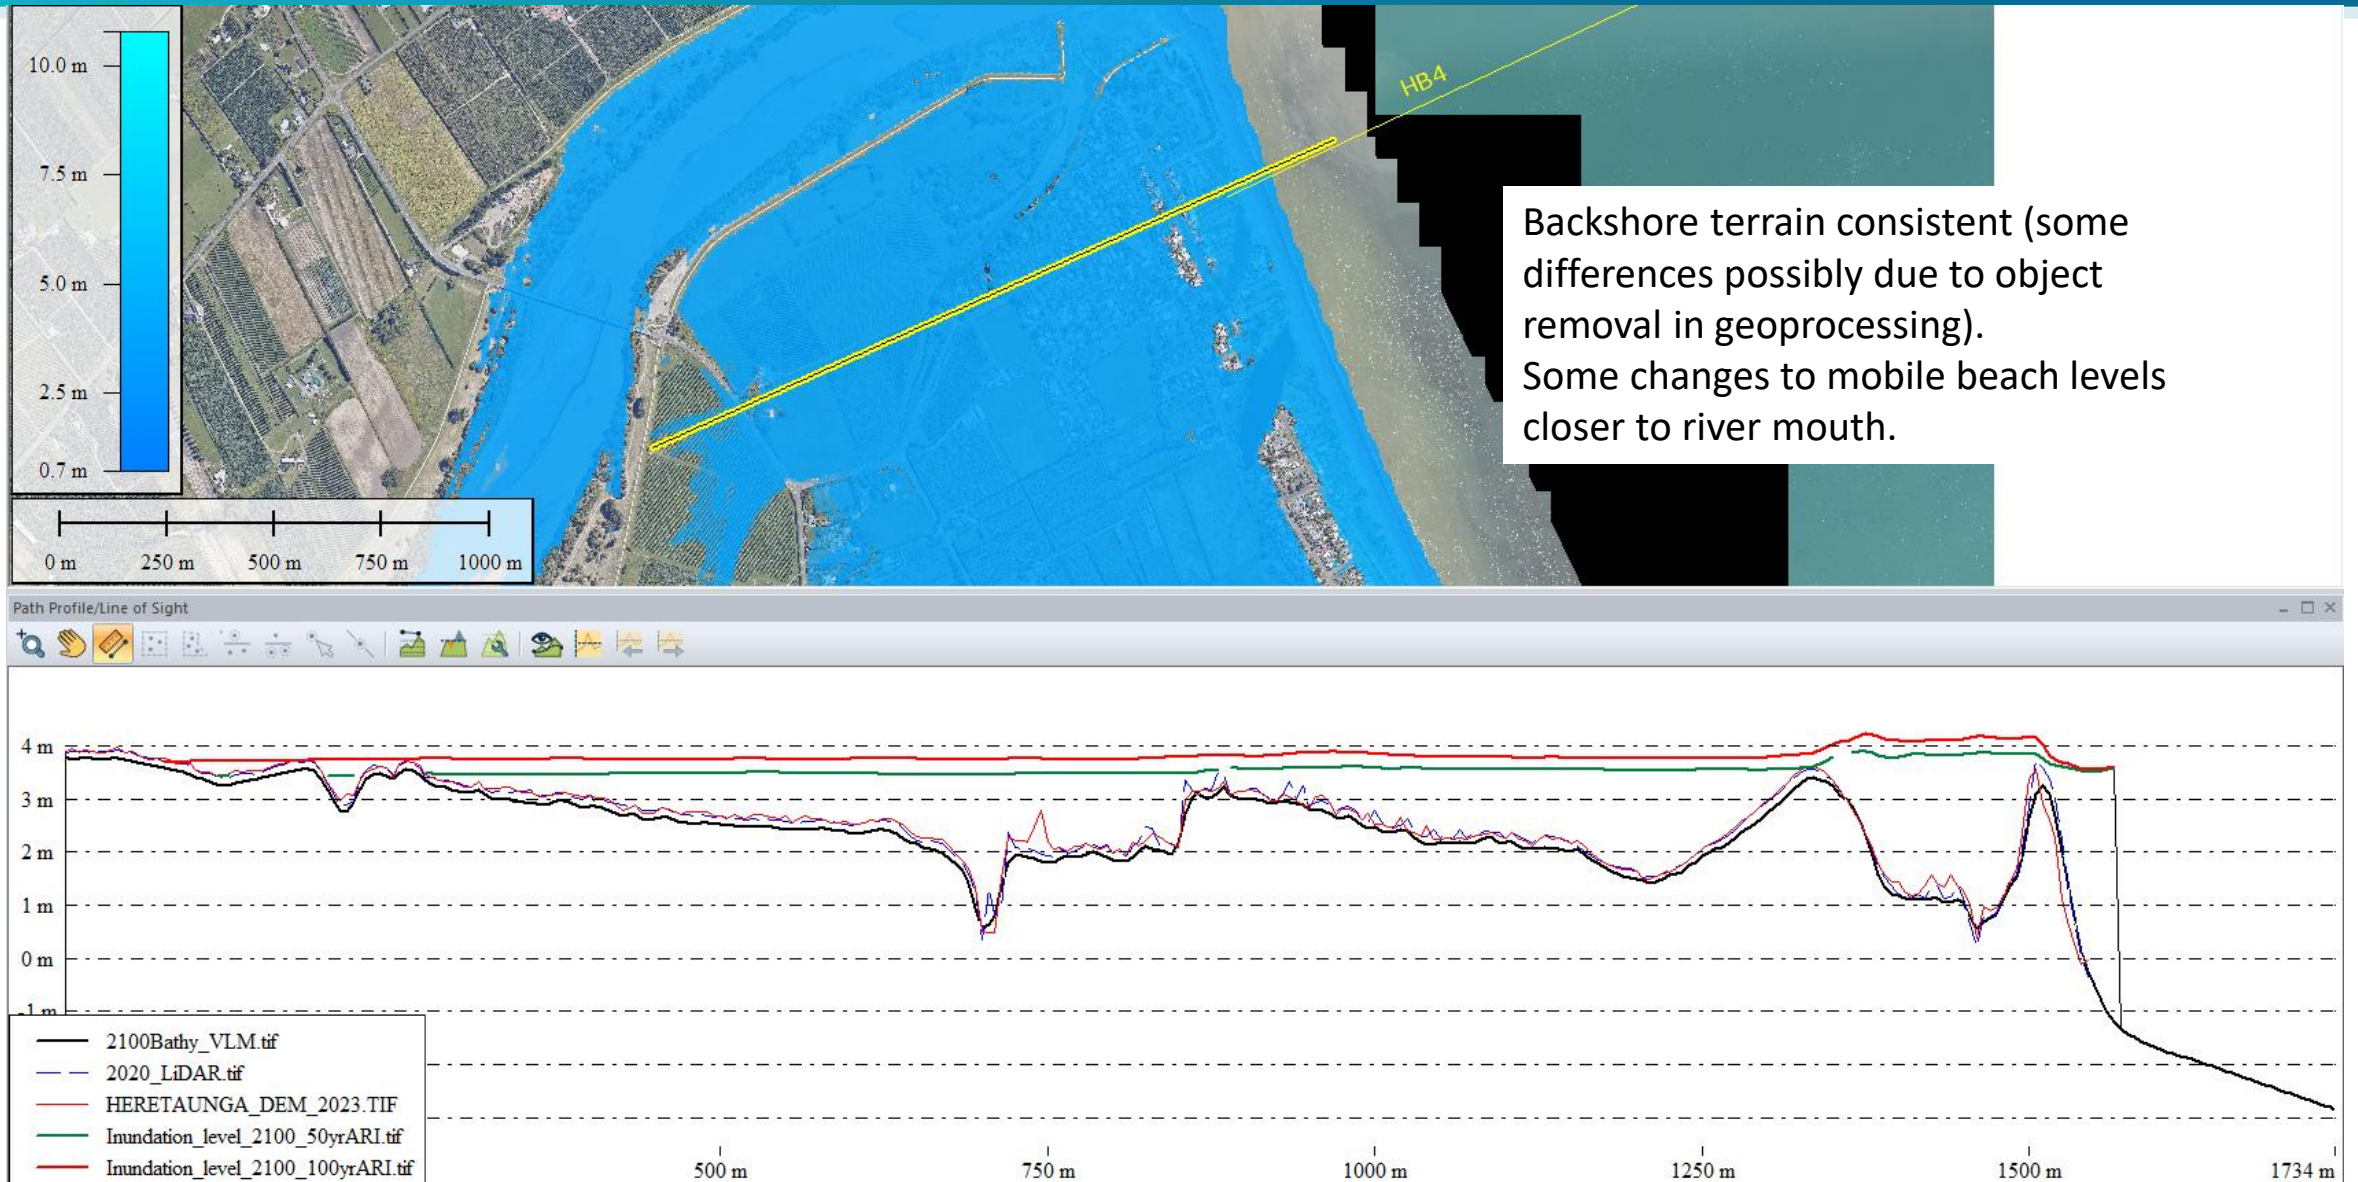 10.0 m
7.5 m
5.0 m
2.5 m
0.7 m
0 m
250 m
500 m
750 m
1000 m
HB4
Backshore terrain consistent (some
differences possibly due to object
removal in geoprocessing).
Some changes to mobile beach levels
closer to river mouth.
Path Profile/Line of Sight
4 m
3 m
2 m
1 m
0 m
-1 m
2100Bathy_VLM.tif
2020_LiDAR.tif
HERETAUNGA_DEM_2023.TIF
Inundation_level_2100_50yrARI.tif
Inundation_level_2100_100yrARI.tif
500 m
750 m
1000 m
1250 m
1500 m
1734 m